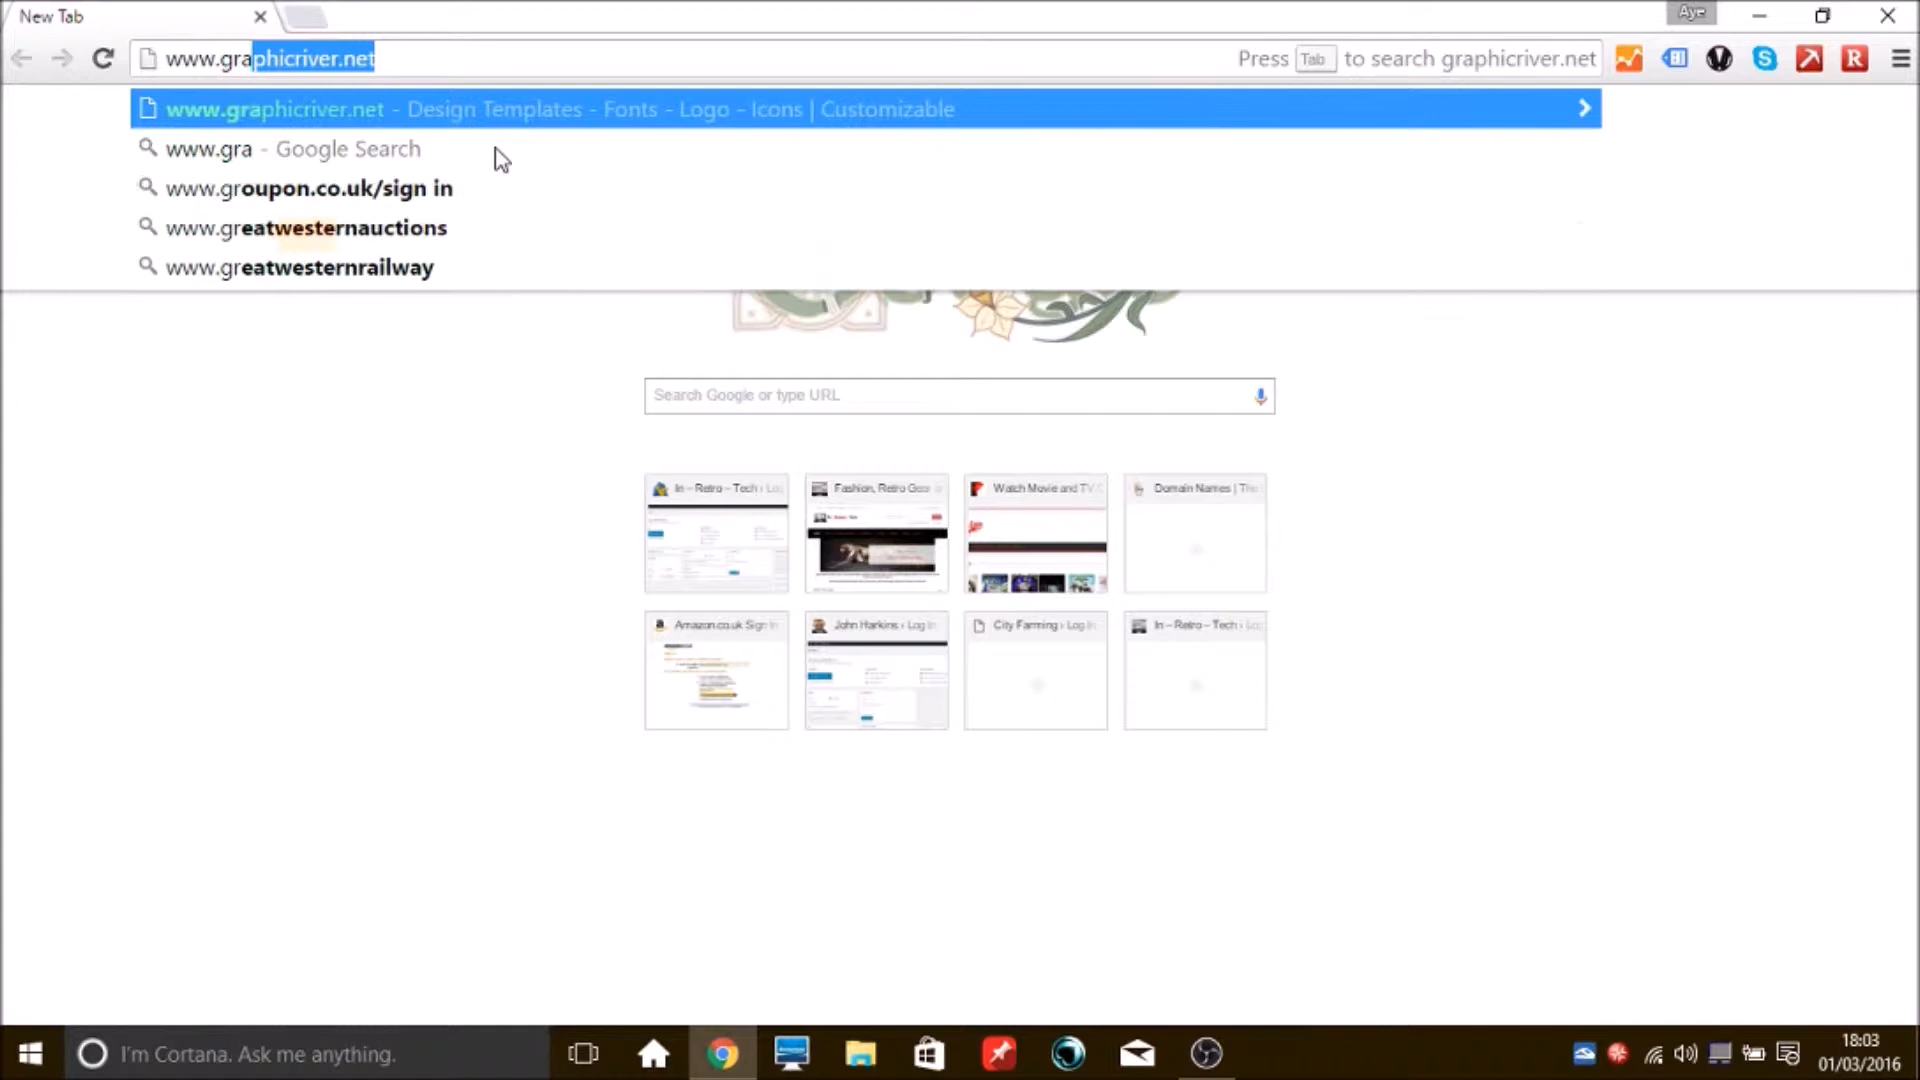 New Tab
Aye
www.graphicriver.net
Press Tab to search graphicriver.net
www.graphicriver.net - Design Templates - Fonts - Logo - Icons | Customizable
www.gra - Google Search
www.groupon.co.uk/sign in
www.greatwesternauctions
www.greatwesternrailway
Search Google or type URL
In – Retro – Tech › Log
Fashion, Retro Gear
Watch Movie and TV
Domain Names | The
Amazon.co.uk Sign In
John Harkins › Log In
City Farming › Log In
In – Retro – Tech › Log
I'm Cortana. Ask me anything.
18:03
01/03/2016